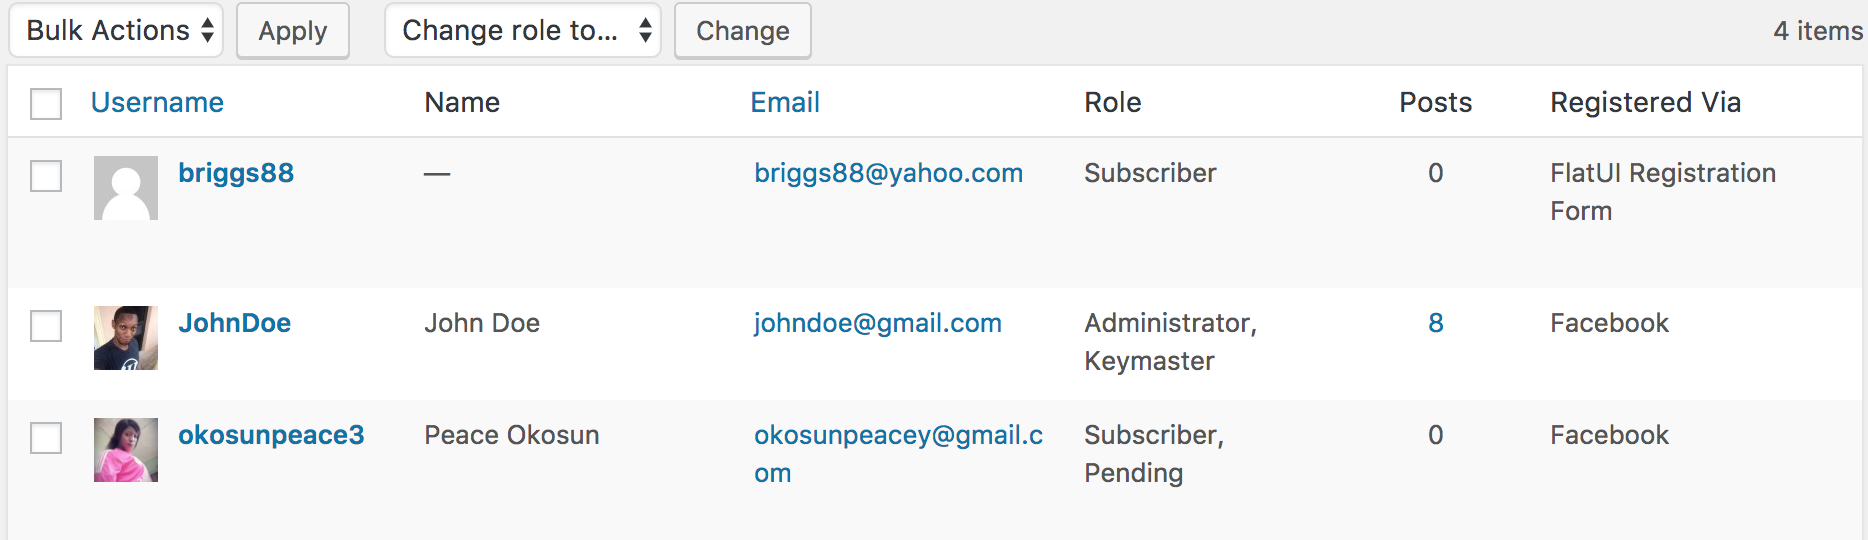 Bulk Actions Apply Change role to... Change 4 items
Username Name Email Role Posts Registered Via
briggs88 — briggs88@yahoo.com Subscriber 0 FlatUI Registration
Form
JohnDoe John Doe johndoe@gmail.com Administrator, 8 Facebook
Keymaster
okosunpeace3 Peace Okosun okosunpeacey@gmail.c Subscriber, 0 Facebook
om Pending